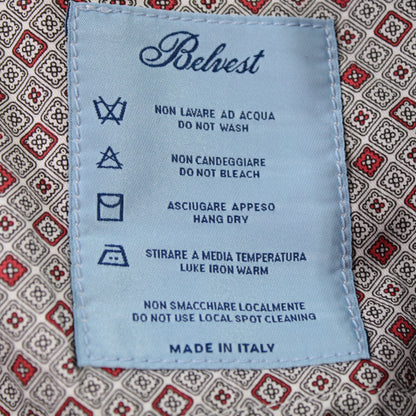 Belvest
NON LAVARE AD ACQUA
DO NOT WASH
NON CANDEGGIARE
DO NOT BLEACH
ASCIUGARE APPESO
HANG DRY
STIRARE A MEDIA TEMPERATURA
LUKE IRON WARM
NON SMACCHIARE LOCALMENTE
DO NOT USE LOCAL SPOT CLEANING
MADE IN ITALY